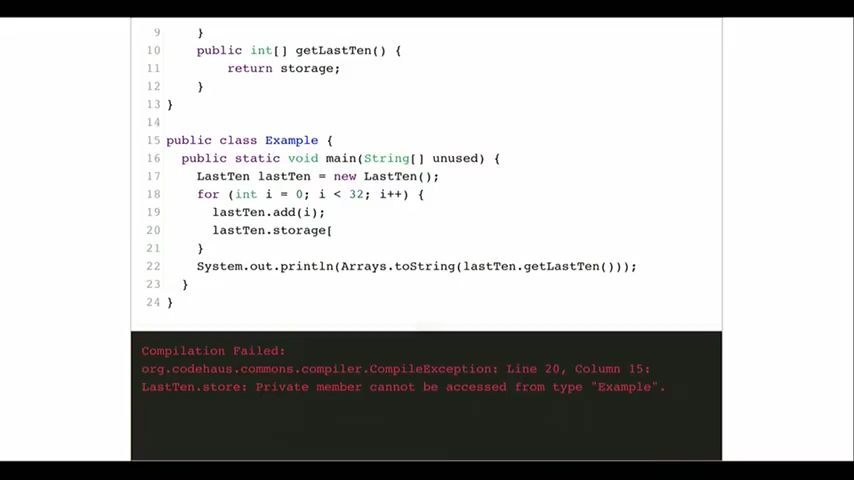 9 }
10 public int[] getLastTen() {
11 return storage;
12 }
13 }
14
15 public class Example {
16 public static void main(String[] unused) {
17 LastTen lastTen = new LastTen();
18 for (int i = 0; i < 32; i++) {
19 lastTen.add(i);
20 lastTen.storage[
21 }
22 System.out.println(Arrays.toString(lastTen.getLastTen()));
23 }
24 }
Compilation Failed:
org.codehaus.commons.compiler.CompileException: Line 20, Column 15:
LastTen.store: Private member cannot be accessed from type "Example".